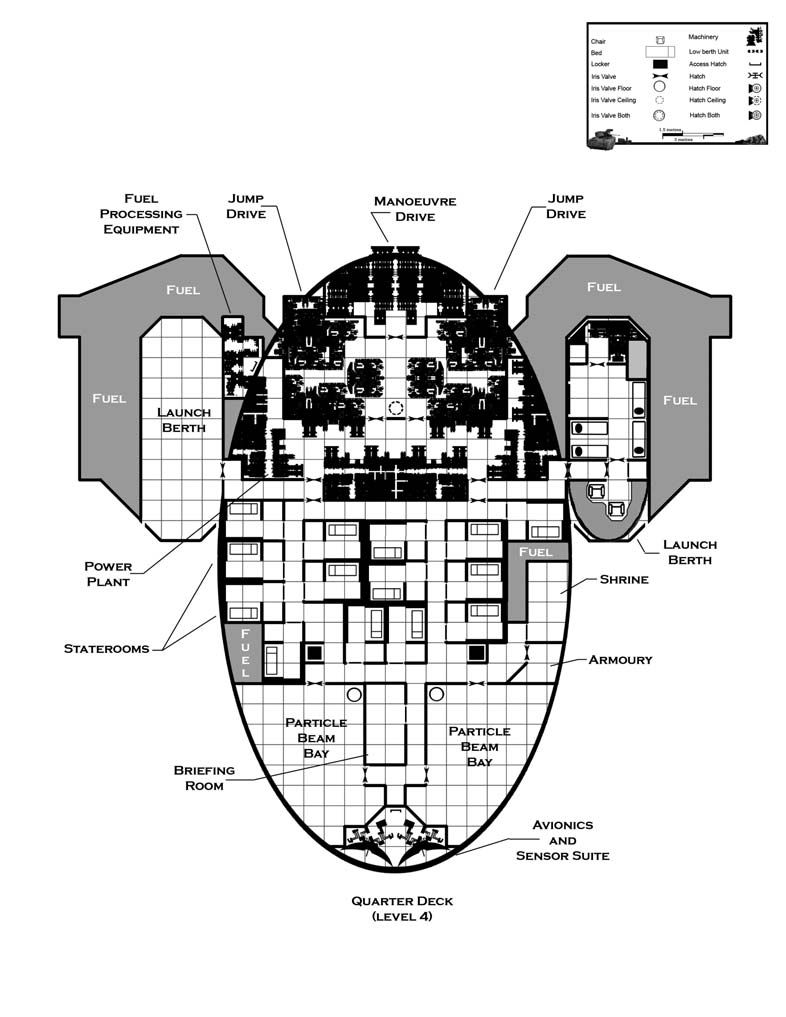 Chair
Bed
Locker
Iris Valve
Iris Valve Floor
Iris Valve Ceiling
Iris Valve Both
Machinery
Low berth Unit
Access Hatch
Hatch
Hatch Floor
Hatch Ceiling
Hatch Both
1.5 metres
3 metres
Fuel
Processing
Equipment
Jump
Drive
Manoeuvre
Drive
Jump
Drive
Fuel
Fuel
Fuel
Launch
Berth
Fuel
Power
Plant
Fuel
Launch
Berth
Shrine
Staterooms
F
U
E
L
Armoury
Particle
Beam
Bay
Particle
Beam
Bay
Briefing
Room
Avionics
and
Sensor Suite
Quarter Deck
(level 4)